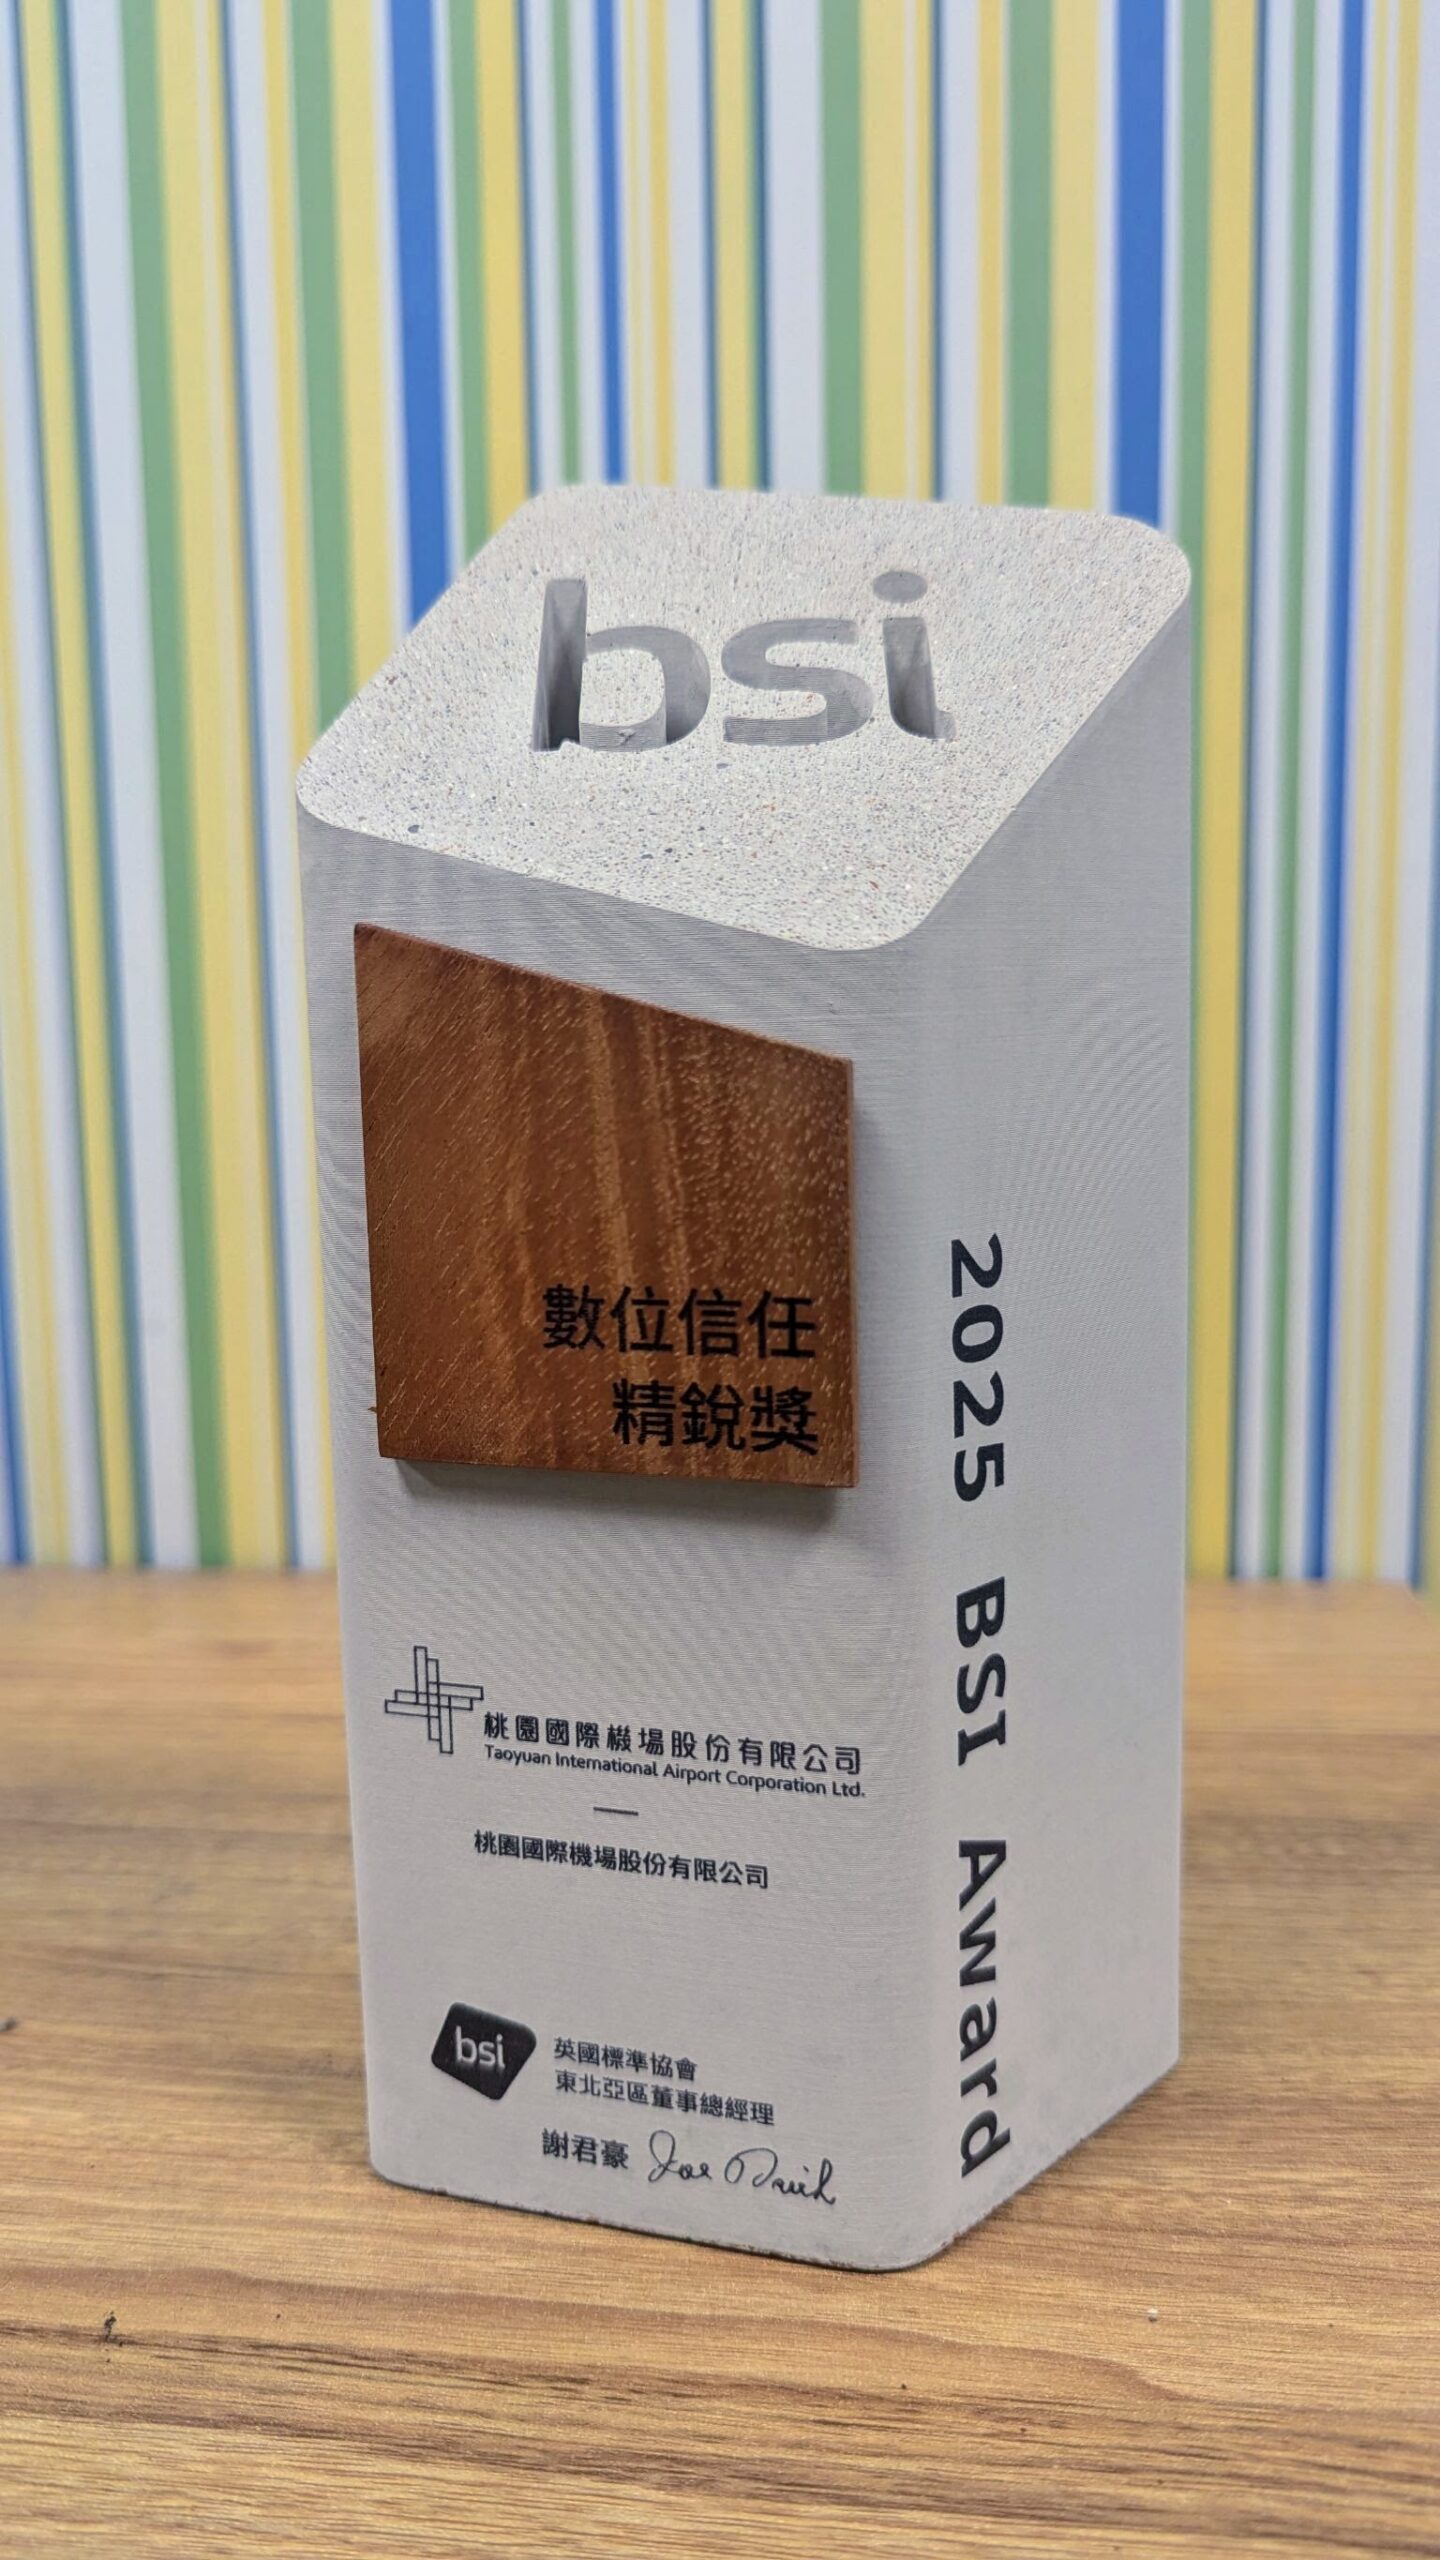 bsi
數位信任
精銳獎
桃園國際機場股份有限公司
Taoyuan International Airport Corporation Ltd.
桃園國際機場股份有限公司
bsi
英國標準協會
東北亞區董事總經理
謝君豪
2025 BSI Award